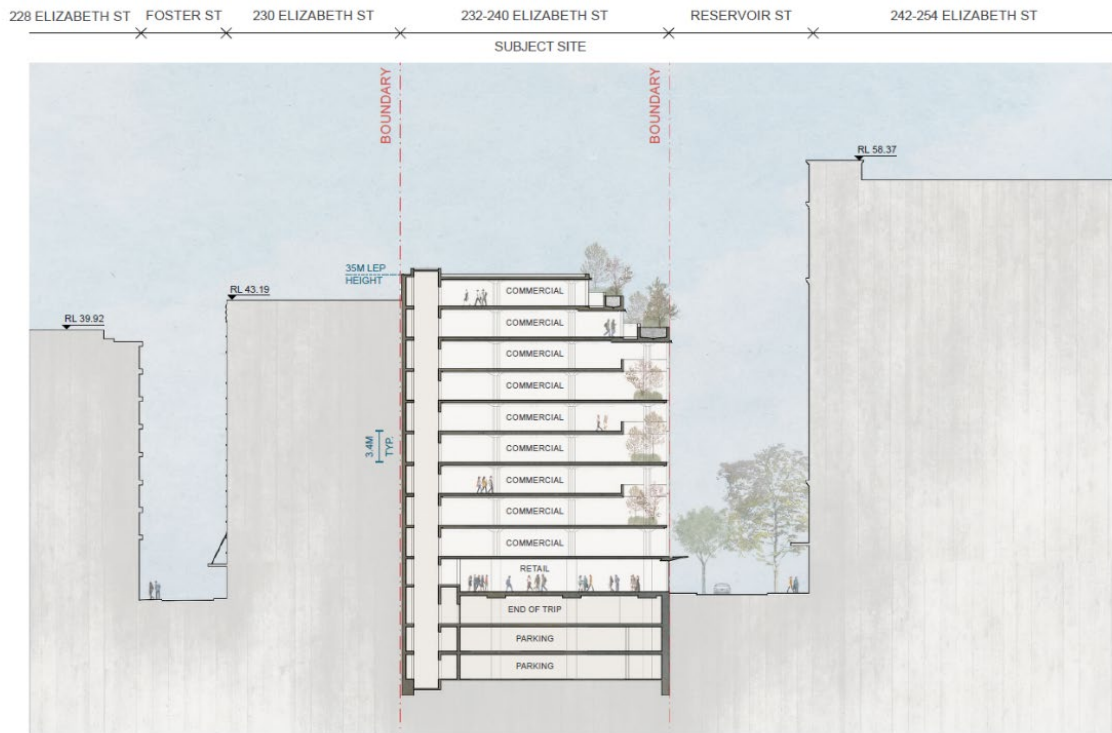 228 ELIZABETH ST
FOSTER ST
230 ELIZABETH ST
232-240 ELIZABETH ST
RESERVOIR ST
242-254 ELIZABETH ST
SUBJECT SITE
BOUNDARY
BOUNDARY
RL 58.37
35M LEP
HEIGHT
RL 43.19
RL 39.92
3.4M
TYP.
COMMERCIAL
COMMERCIAL
COMMERCIAL
COMMERCIAL
COMMERCIAL
COMMERCIAL
COMMERCIAL
COMMERCIAL
COMMERCIAL
RETAIL
END OF TRIP
PARKING
PARKING